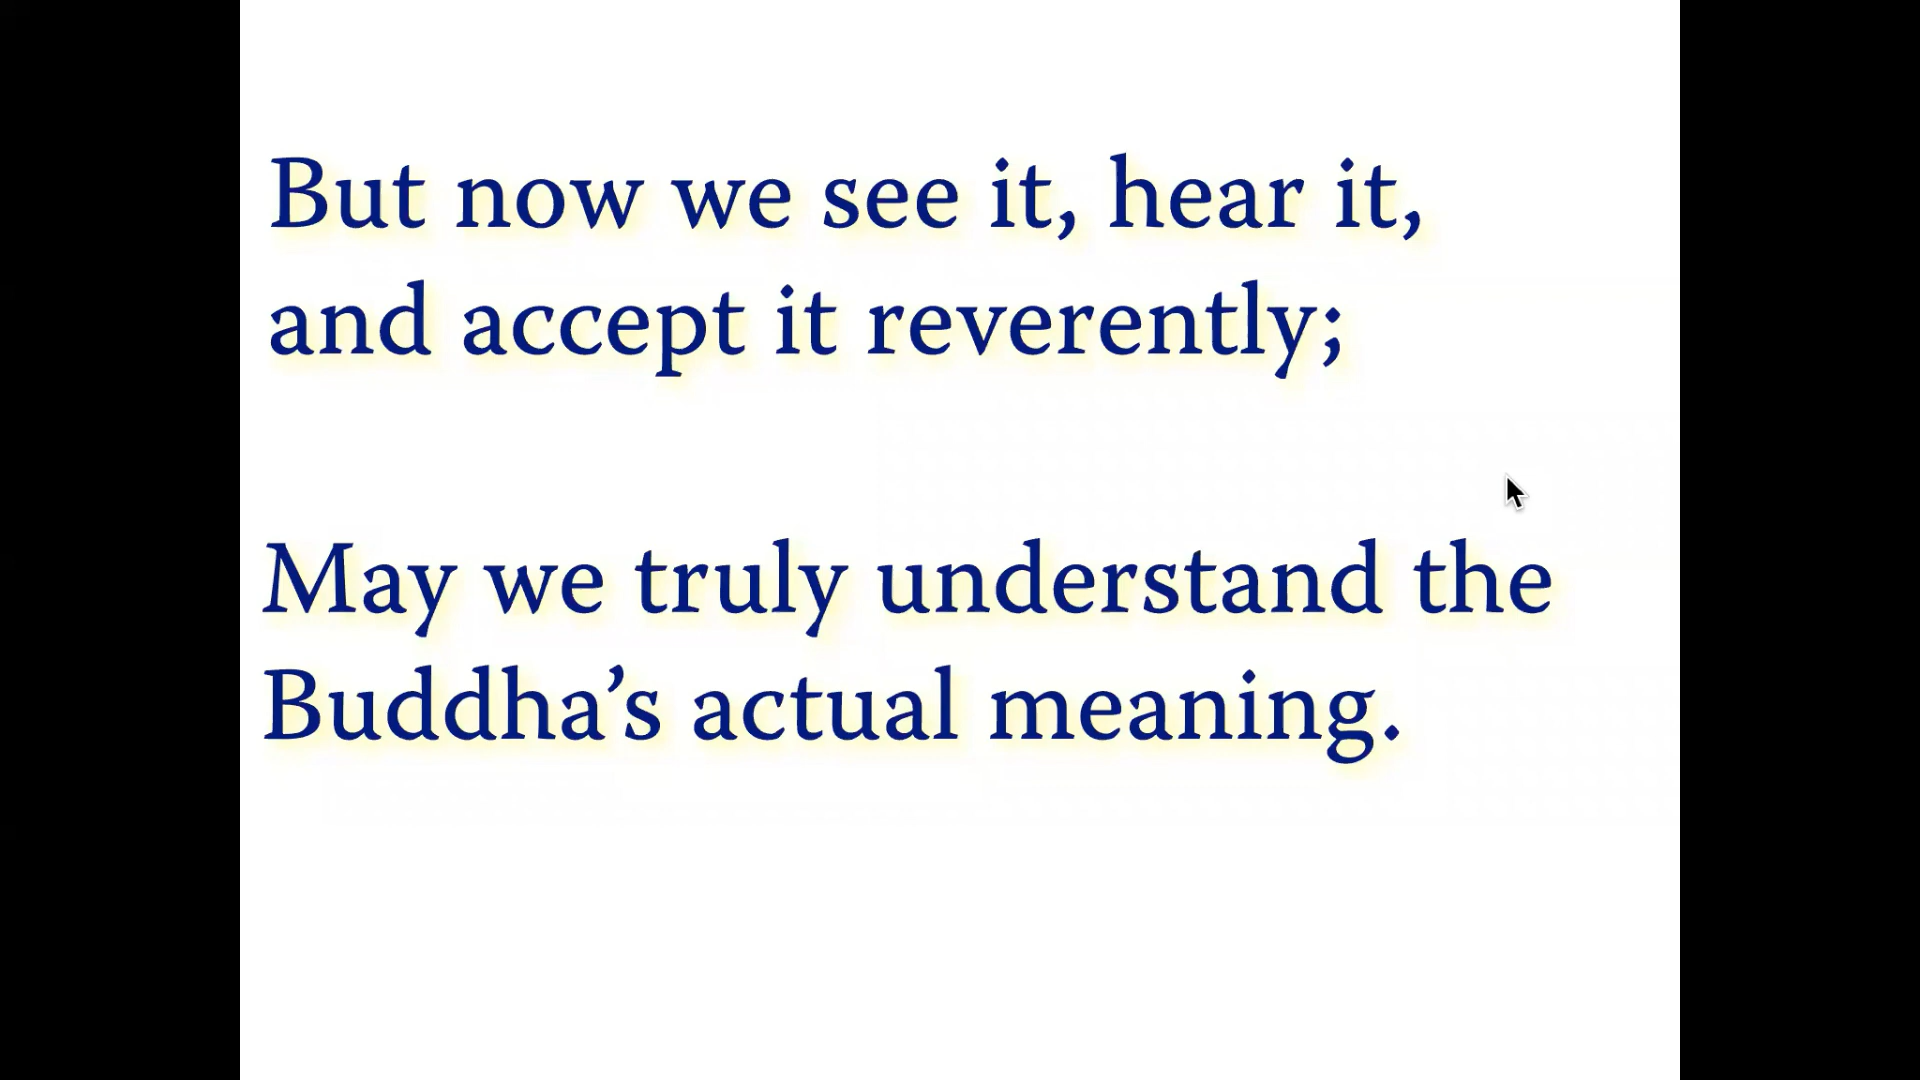 But now we see it, hear it,
and accept it reverently;
May we truly understand the
Buddha’s actual meaning.